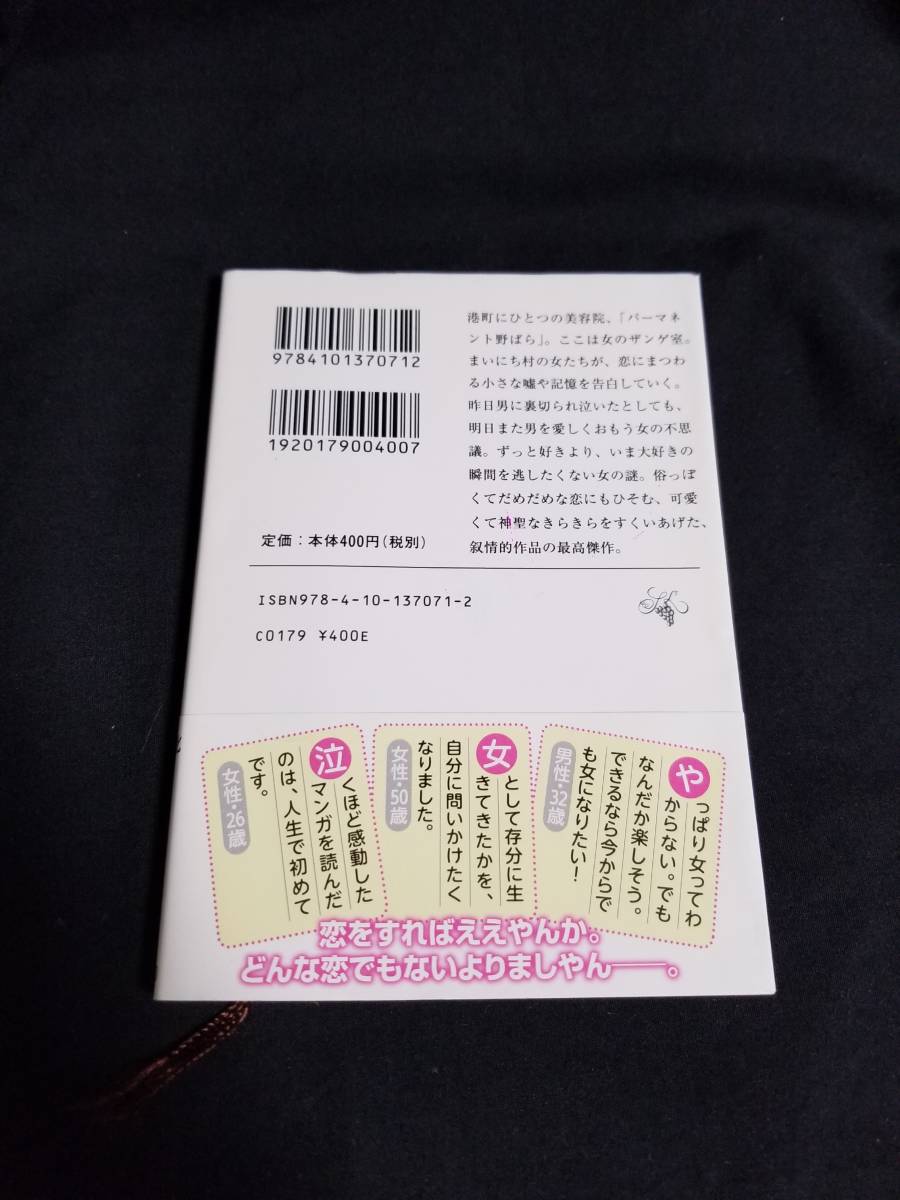 9784101370712
1920179004007
定価：本体400円（税別）
港町にひとつの美容院、「パーマネ
ント野ばら」。ここは女のザンゲ室。
まいにち村の女たちが、恋にまつわ
る小さな嘘や記憶を告白していく。
昨日男に裏切られ泣いたとしても、
明日また男を愛しくおもう女の不思
議。ずっと好きより、いま大好きの
瞬間を逃したくない女の謎。俗っぽ
くてだめだめな恋にもひそむ、可愛
くて神聖なきらきらをすくいあげた、
叙情的作品の最高傑作。
ISBN978-4-10-137071-2
C0179 ¥400E
やっぱり女ってわ
からない。でも
なんだか楽しそう。
できるなら今からで
も女になりたい！
男性・32歳
女として存分に生
きてきたかを、
自分に問いかけたく
なりました。
女性・50歳
泣くほど感動した
マンガを読んだ
のは、人生で初めて
です。
女性・26歳
恋をすればええやんか。
どんな恋でもないよりましやん――。